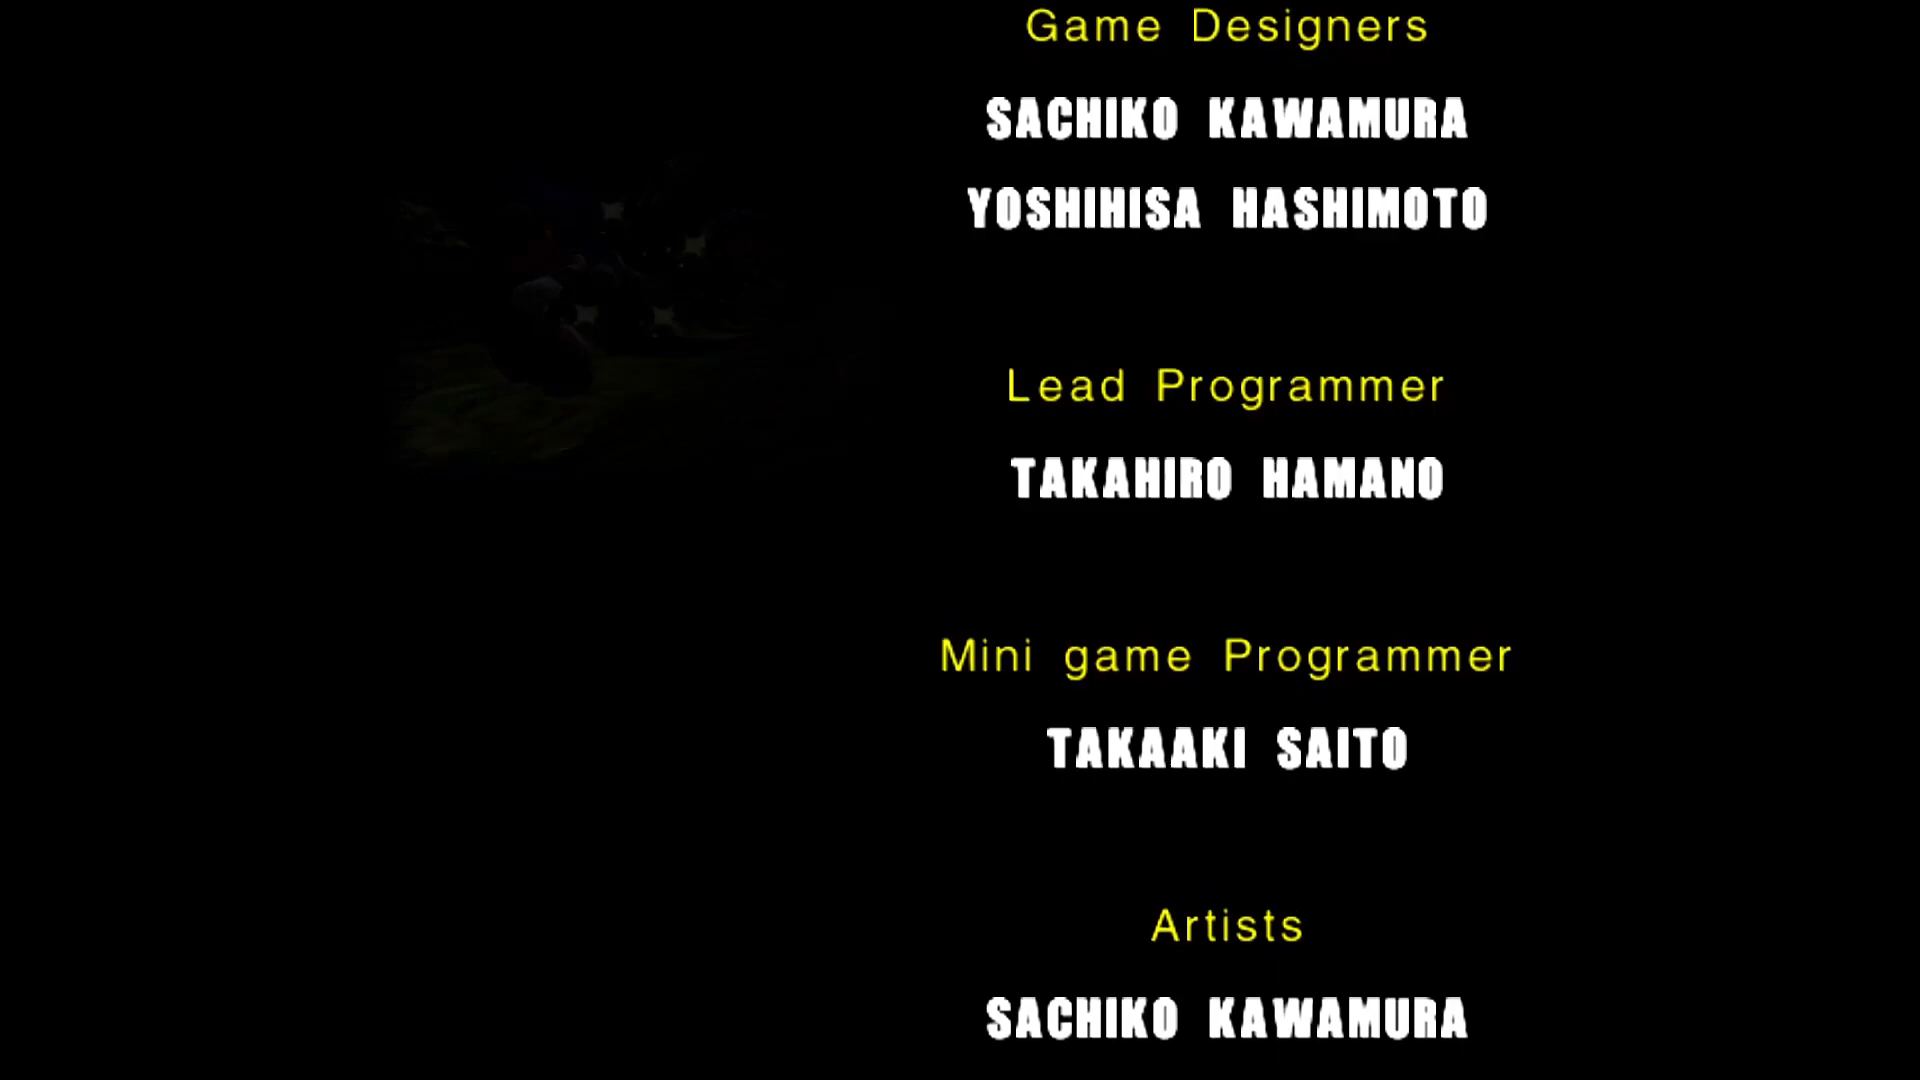 Game Designers
SACHIKO KAWAMURA
YOSHIHISA HASHIMOTO
Lead Programmer
TAKAHIRO HAMANO
Mini game Programmer
TAKAAKI SAITO
Artists
SACHIKO KAWAMURA